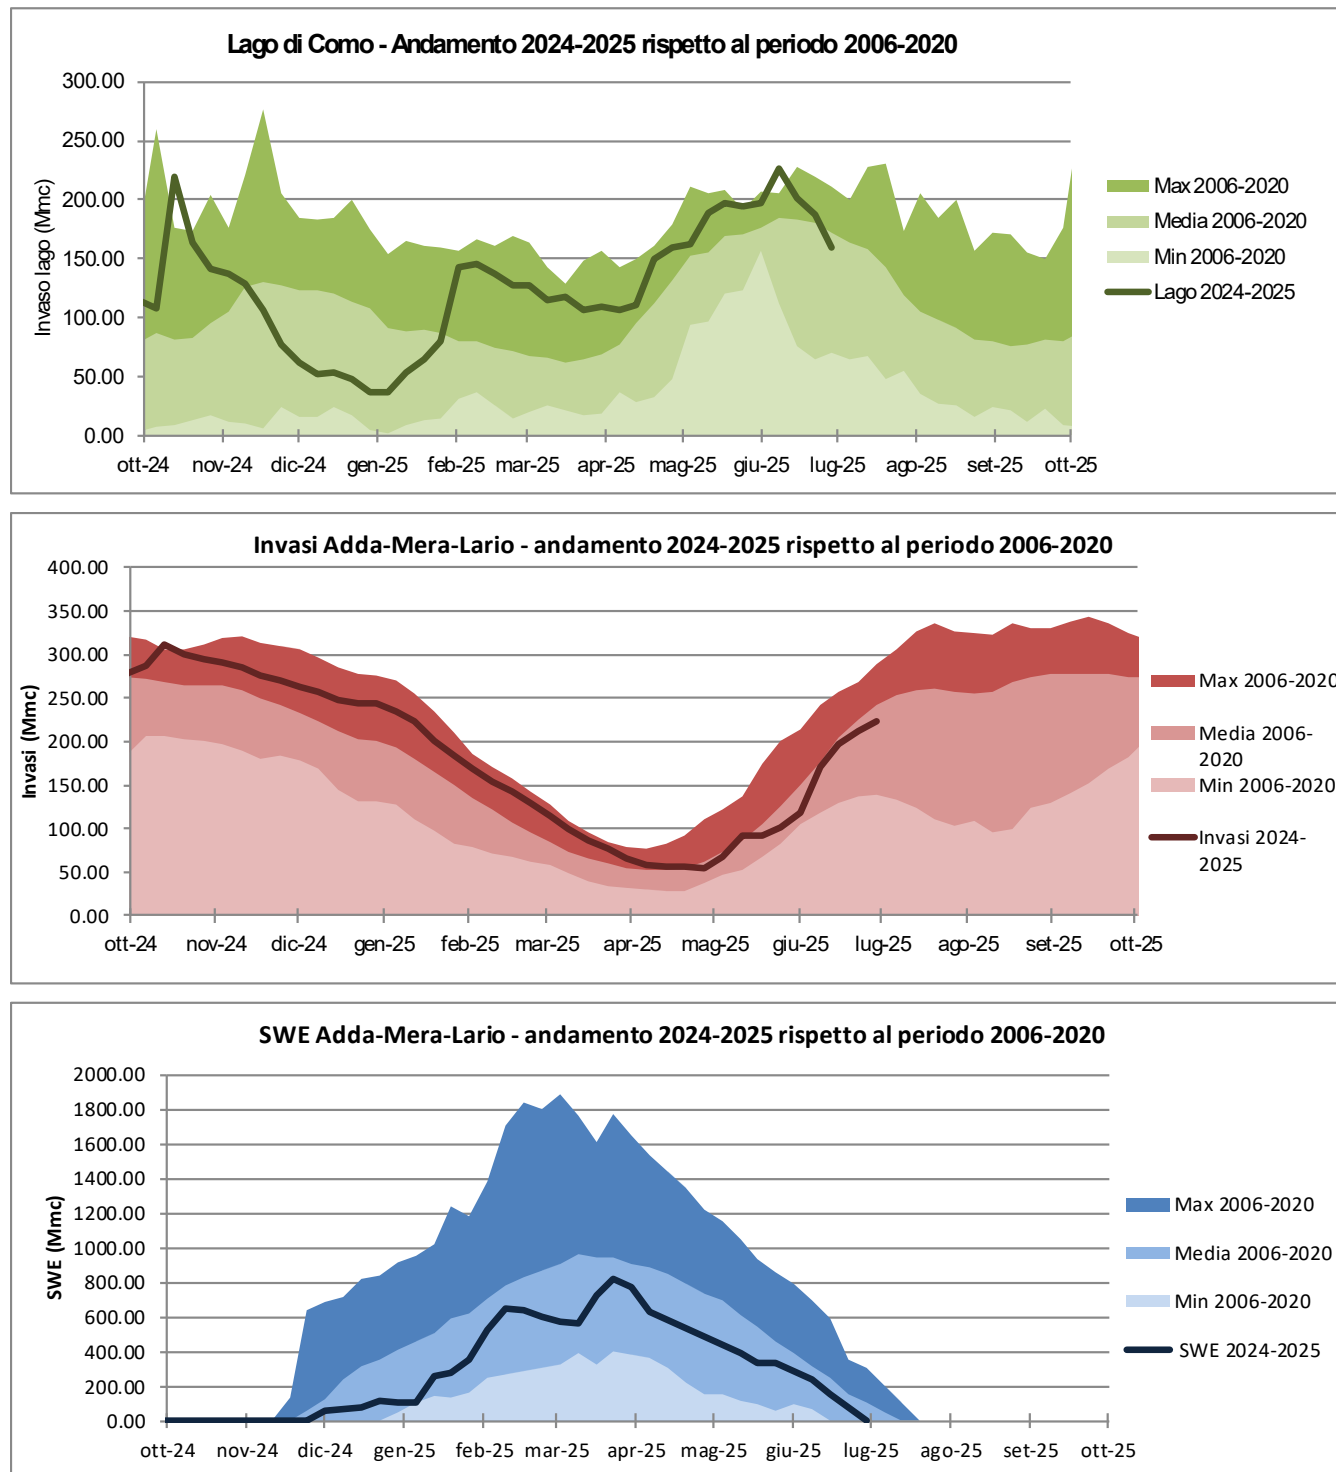 Lago di Como - Andamento 2024-2025 rispetto al periodo 2006-2020
Invaso lago (Mmc)
300.00
250.00
200.00
150.00
100.00
50.00
0.00
ott-24 nov-24 dic-24 gen-25 feb-25 mar-25 apr-25 mag-25 giu-25 lug-25 ago-25 set-25 ott-25
Max 2006-2020
Media 2006-2020
Min 2006-2020
Lago 2024-2025
Invasi Adda-Mera-Lario - andamento 2024-2025 rispetto al periodo 2006-2020
Invasi (Mmc)
400.00
350.00
300.00
250.00
200.00
150.00
100.00
50.00
0.00
ott-24 nov-24 dic-24 gen-25 feb-25 mar-25 apr-25 mag-25 giu-25 lug-25 ago-25 set-25 ott-25
Max 2006-2020
Media 2006-
2020
Min 2006-2020
Invasi 2024-
2025
SWE Adda-Mera-Lario - andamento 2024-2025 rispetto al periodo 2006-2020
SWE (Mmc)
2000.00
1800.00
1600.00
1400.00
1200.00
1000.00
800.00
600.00
400.00
200.00
0.00
ott-24 nov-24 dic-24 gen-25 feb-25 mar-25 apr-25 mag-25 giu-25 lug-25 ago-25 set-25 ott-25
Max 2006-2020
Media 2006-2020
Min 2006-2020
SWE 2024-2025